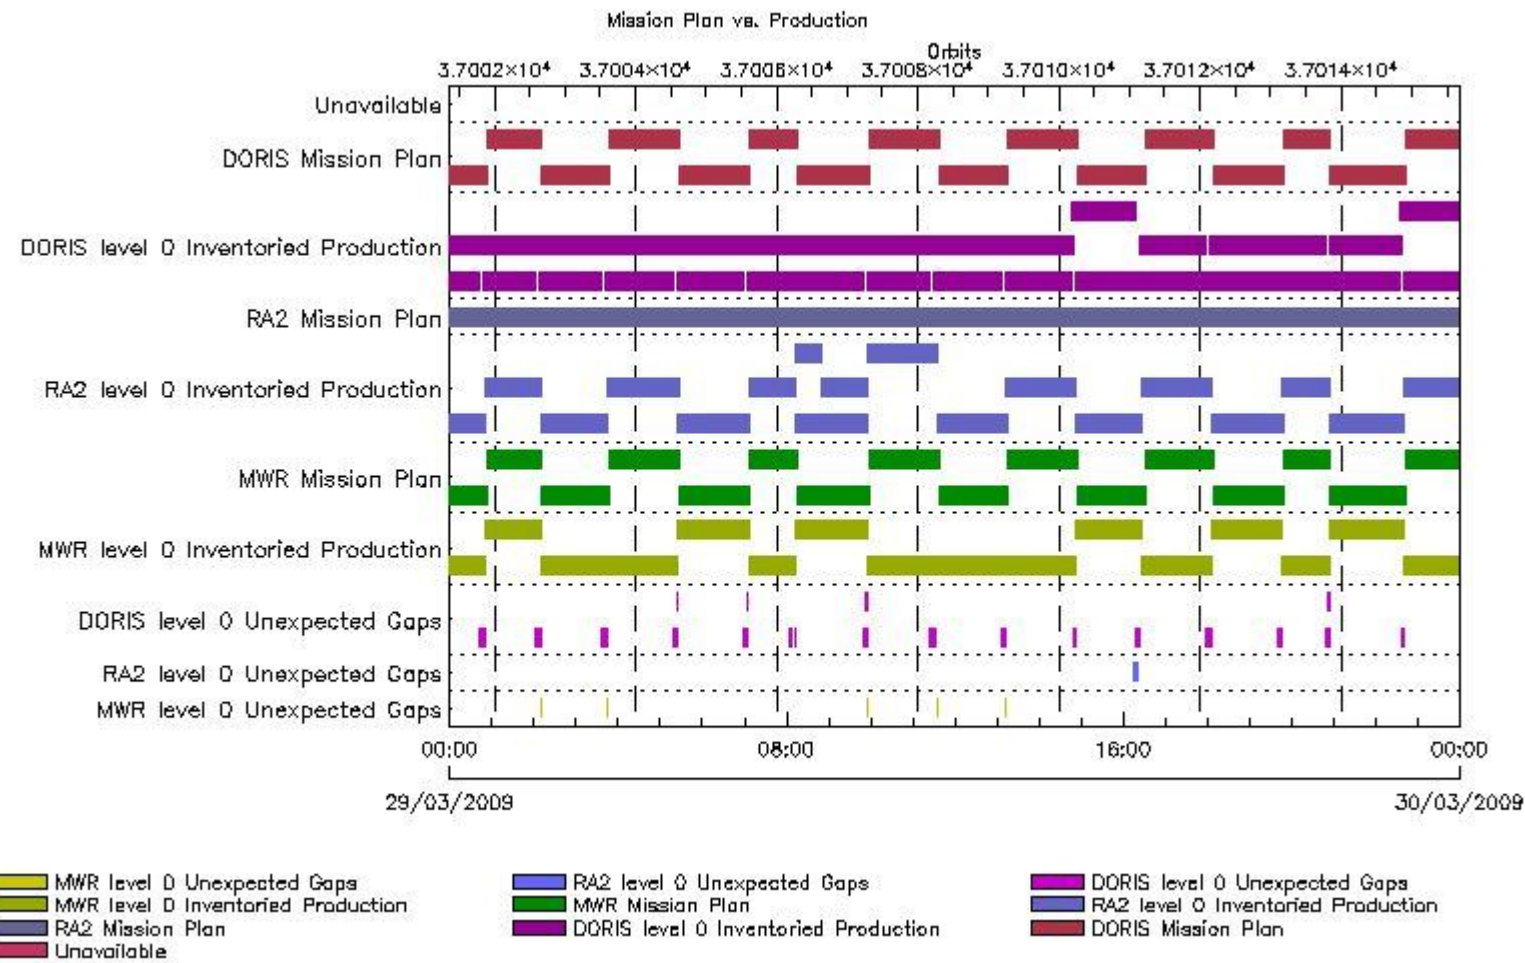 Mission Plan vs. Production
Orbits
3.7002×10⁴ 3.7004×10⁴ 3.7006×10⁴ 3.7008×10⁴ 3.7010×10⁴ 3.7012×10⁴ 3.7014×10⁴
Unavailable
DORIS Mission Plan
DORIS level 0 Inventoried Production
RA2 Mission Plan
RA2 level 0 Inventoried Production
MWR Mission Plan
MWR level 0 Inventoried Production
DORIS level 0 Unexpected Gaps
RA2 level 0 Unexpected Gaps
MWR level 0 Unexpected Gaps
00:00 08:00 16:00 00:00
29/03/2009 30/03/2009
MWR level 0 Unexpected Gaps RA2 level 0 Unexpected Gaps DORIS level 0 Unexpected Gaps
MWR level 0 Inventoried Production MWR Mission Plan RA2 level 0 Inventoried Production
RA2 Mission Plan DORIS level 0 Inventoried Production DORIS Mission Plan
Unavailable